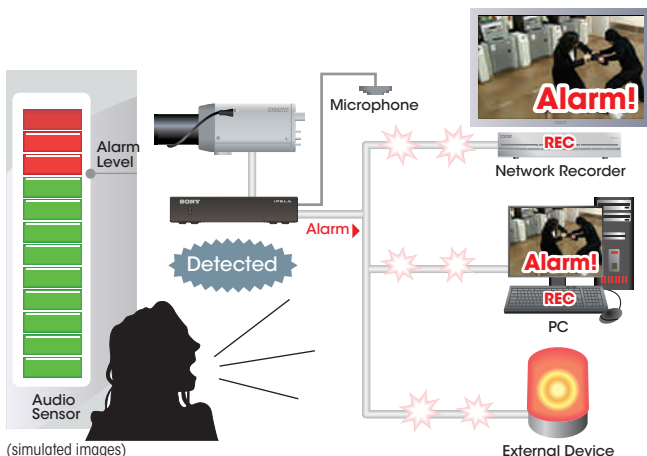 Alarm
Level
Audio
Sensor
(simulated images)
Microphone
SONY
IPELA
Alarm
Detected
Alarm!
REC
Network Recorder
Alarm!
REC
PC
External Device